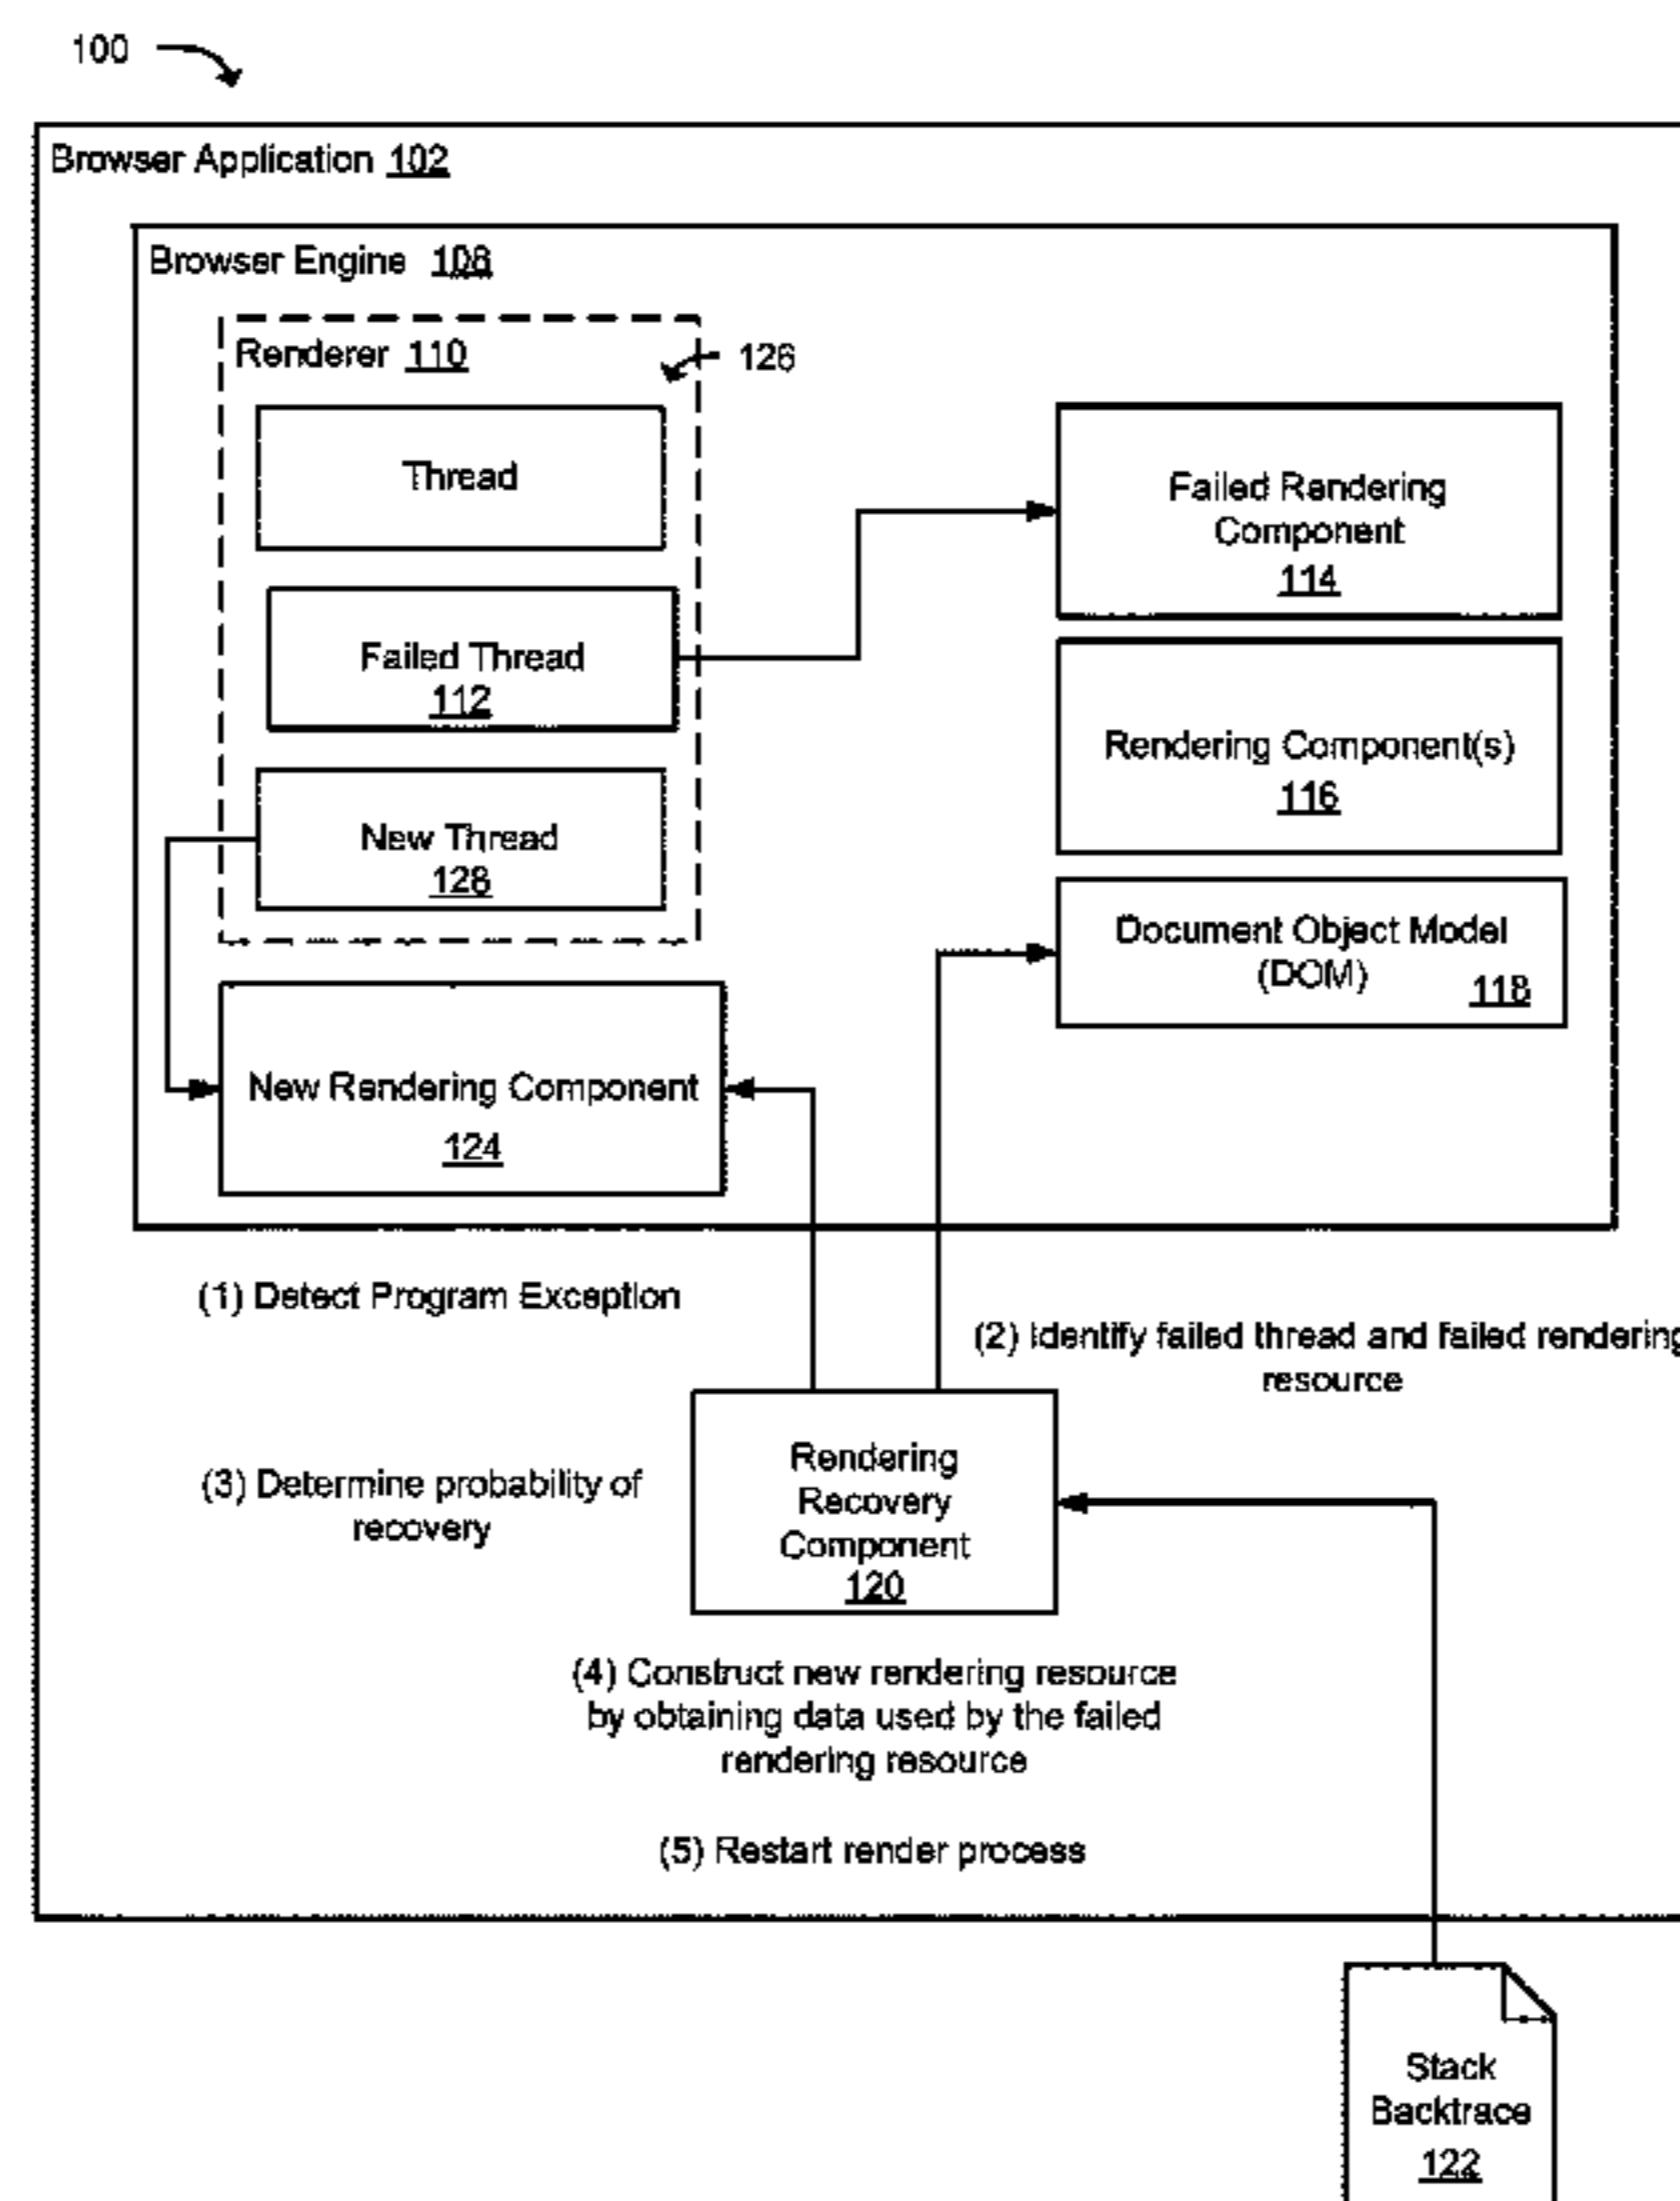 100
Browser Application 102
Browser Engine 108
Renderer 110
126
Thread
Failed Thread
112
New Thread
128
Failed Rendering
Component
114
Rendering Component(s)
116
Document Object Model
(DOM)
118
New Rendering Component
124
(1) Detect Program Exception
(2) Identify failed thread and failed rendering
resource
(3) Determine probability of
recovery
Rendering
Recovery
Component
120
(4) Construct new rendering resource
by obtaining data used by the failed
rendering resource
(5) Restart render process
Stack
Backtrace
122